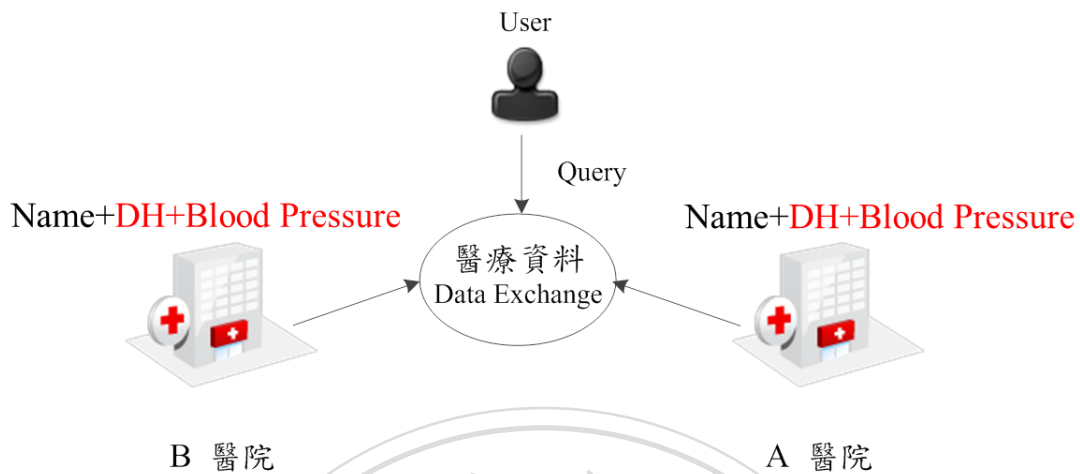 User
Query
Name+DH+Blood Pressure
Name+DH+Blood Pressure
醫療資料
Data Exchange
B 醫院
A 醫院